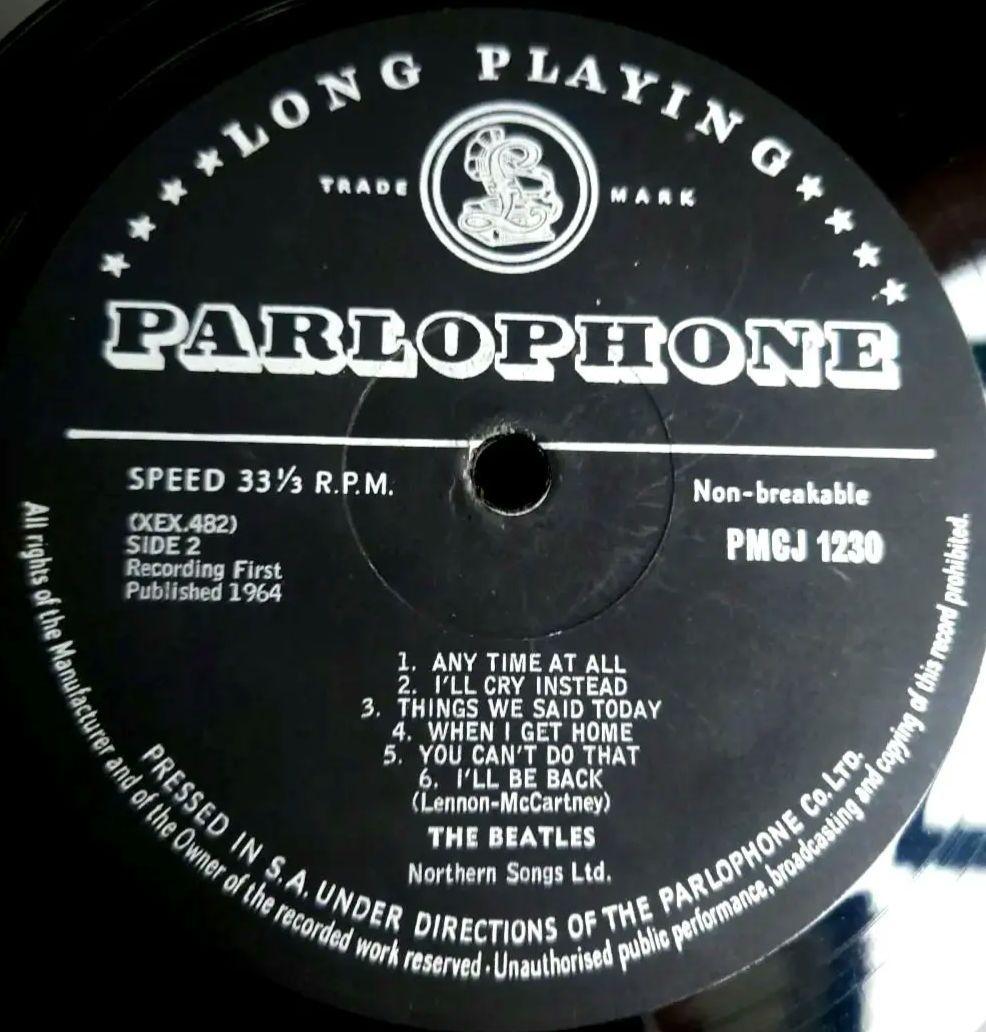 ★★★★LONG PLAYING★★★★
TRADE MARK
PARLOPHONE
SPEED 33⅓ R.P.M.
Non-breakable
(XEX.482)
SIDE 2
Recording First
Published 1964
PMCJ 1230
1. ANY TIME AT ALL
2. I'LL CRY INSTEAD
3. THINGS WE SAID TODAY
4. WHEN I GET HOME
5. YOU CAN'T DO THAT
6. I'LL BE BACK
(Lennon-McCartney)
THE BEATLES
Northern Songs Ltd.
PRESSED IN S.A. UNDER DIRECTIONS OF THE PARLOPHONE CO. LTD.
All rights of the Manufacturer and of the Owner of the recorded work reserved · Unauthorised public performance, broadcasting and copying of this record prohibited.